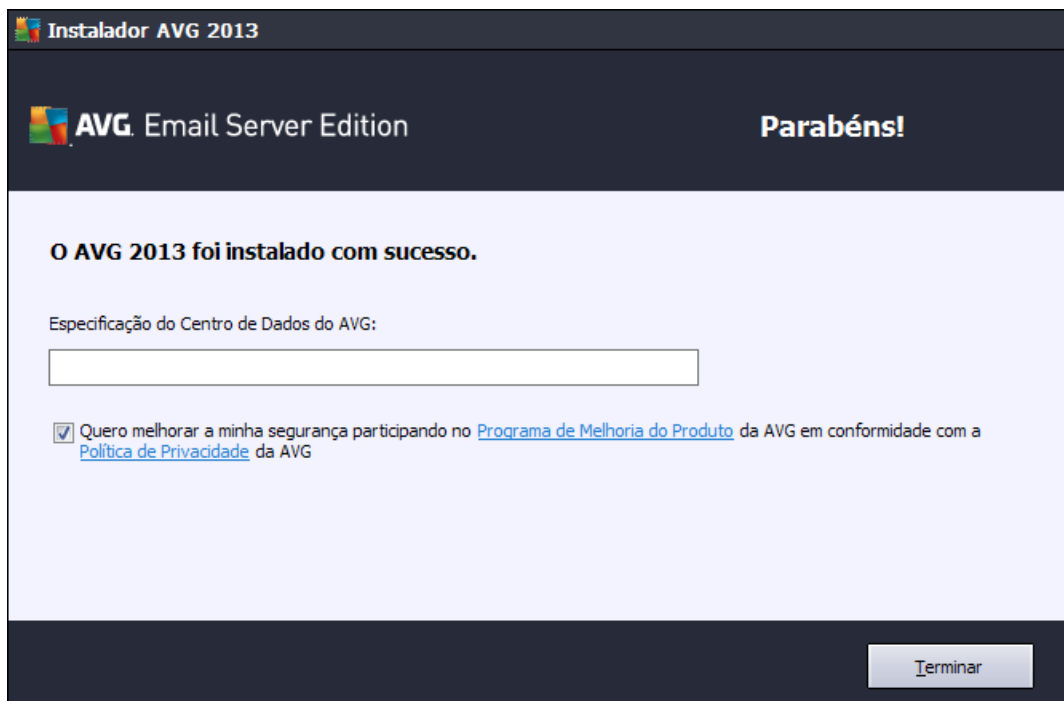 Instalador AVG 2013
AVG. Email Server Edition
Parabéns!
O AVG 2013 foi instalado com sucesso.
Especificação do Centro de Dados do AVG:
Quero melhorar a minha segurança participando no Programa de Melhoria do Produto da AVG em conformidade com a
Política de Privacidade da AVG
Terminar